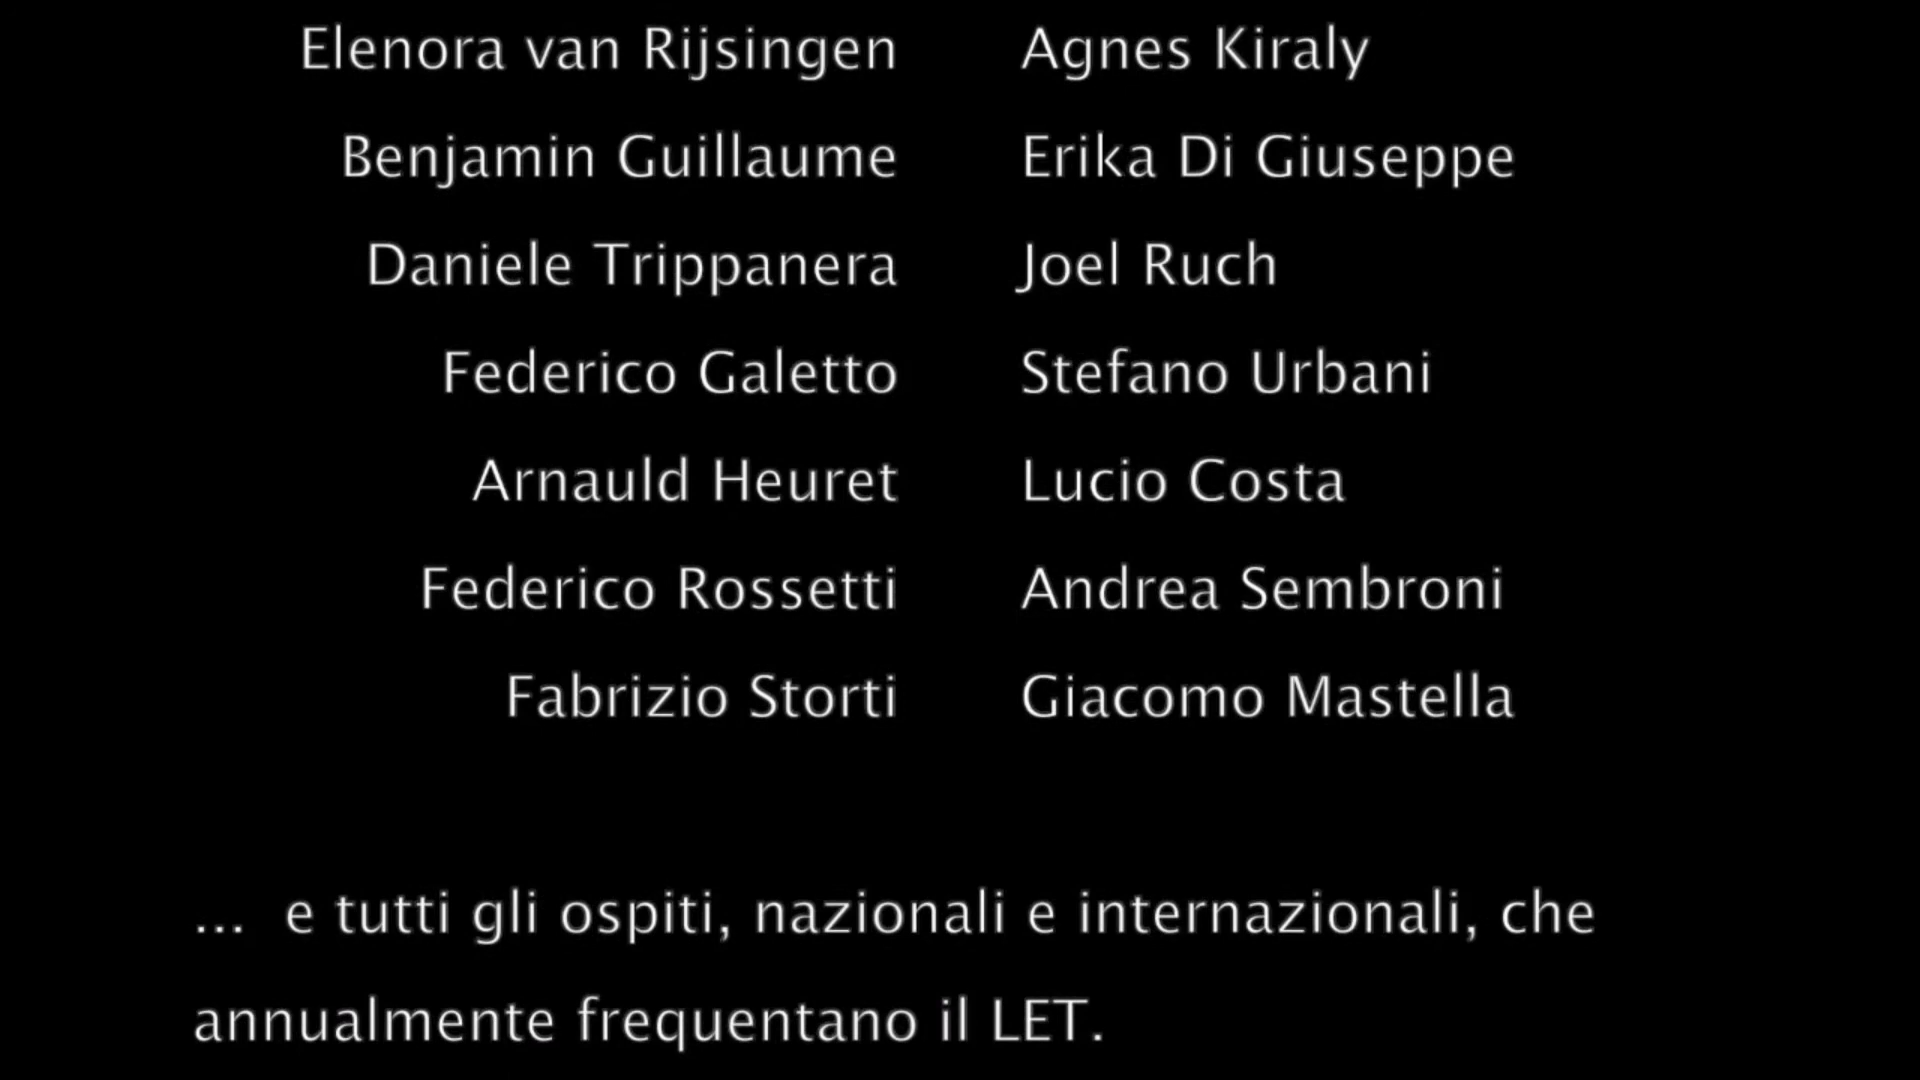 Elenora van Rijsingen Agnes Kiraly
Benjamin Guillaume Erika Di Giuseppe
Daniele Trippanera Joel Ruch
Federico Galetto Stefano Urbani
Arnauld Heuret Lucio Costa
Federico Rossetti Andrea Sembroni
Fabrizio Storti Giacomo Mastella
... e tutti gli ospiti, nazionali e internazionali, che
annualmente frequentano il LET.